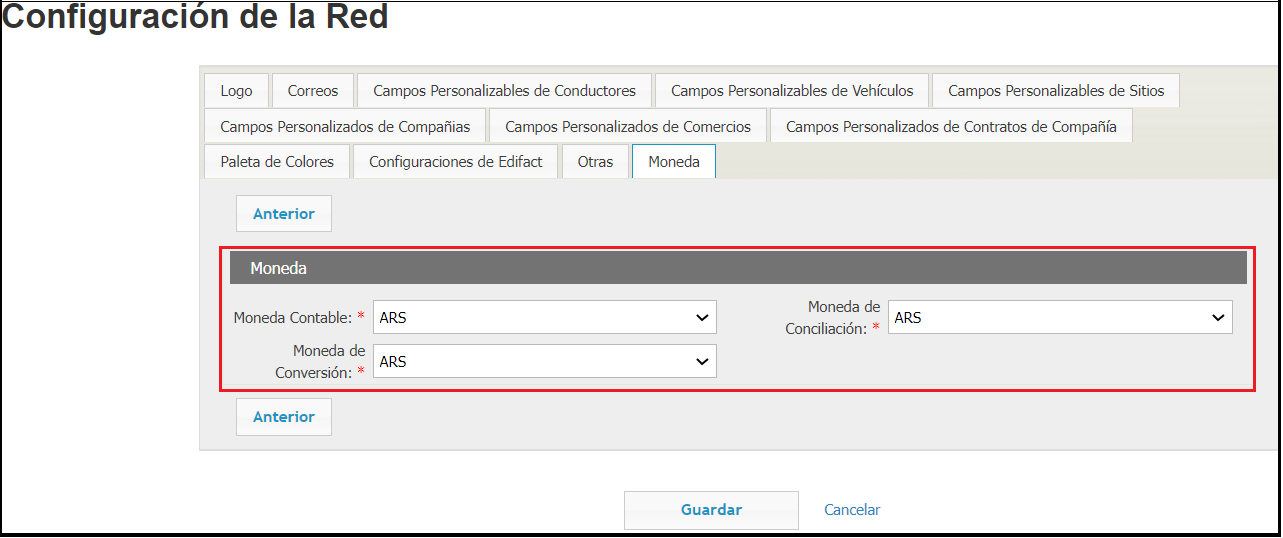 Configuración de la Red
Logo Correos Campos Personalizables de Conductores Campos Personalizables de Vehículos Campos Personalizables de Sitios
Campos Personalizados de Compañias Campos Personalizados de Comercios Campos Personalizados de Contratos de Compañía
Paleta de Colores Configuraciones de Edifact Otras Moneda
Anterior
Moneda
Moneda Contable: * ARS
Moneda de
Conciliación: * ARS
Moneda de
Conversión: * ARS
Anterior
Guardar Cancelar